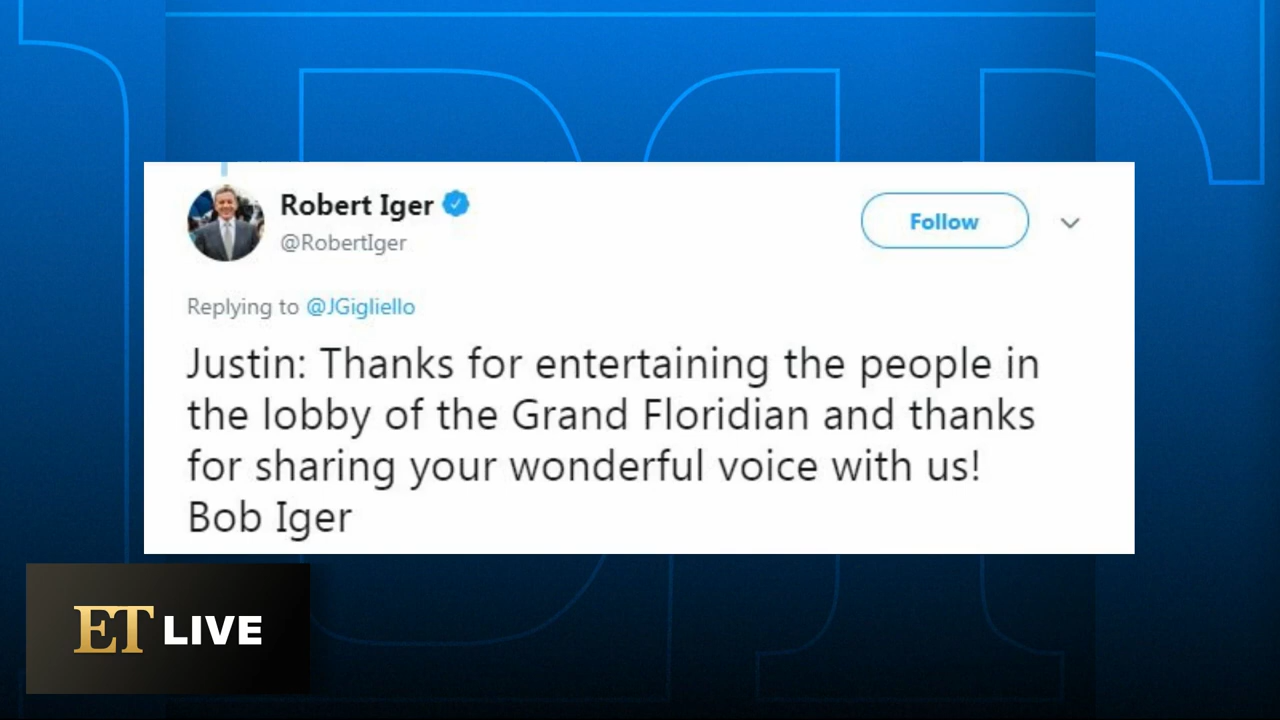 Robert Iger
@RobertIger
Follow
Replying to @JGigliello
Justin: Thanks for entertaining the people in
the lobby of the Grand Floridian and thanks
for sharing your wonderful voice with us!
Bob Iger
ET LIVE